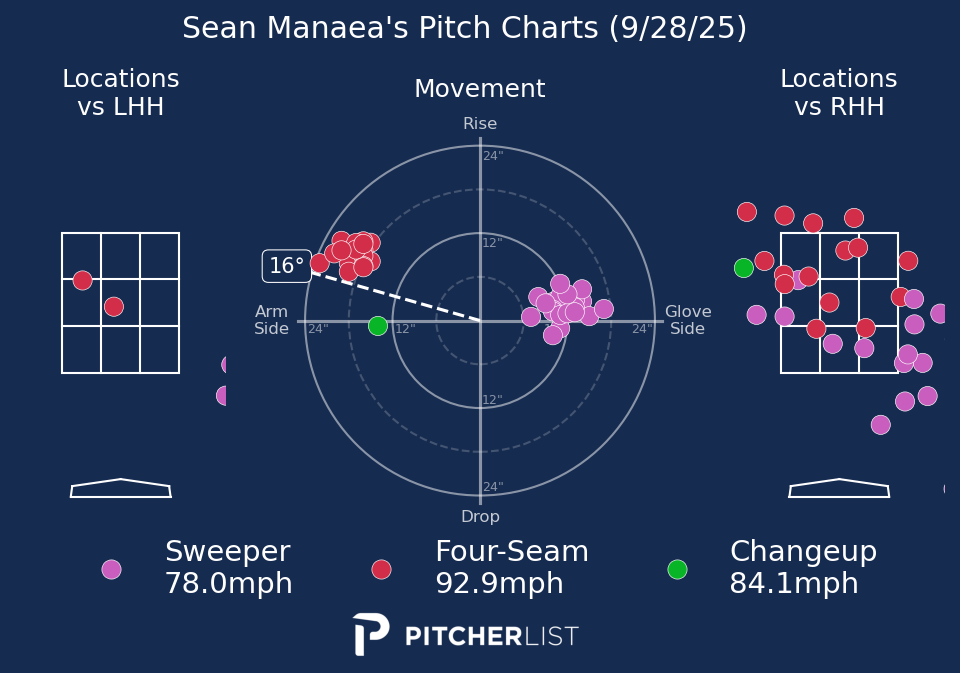 Sean Manaea's Pitch Charts (9/28/25)
Locations
vs LHH
Movement
Locations
vs RHH
Rise
24"
12"
16°
Arm
Side
24"
12"
24"
Glove
Side
12"
24"
Drop
Sweeper
78.0mph
Four-Seam
92.9mph
Changeup
84.1mph
PITCHERLIST